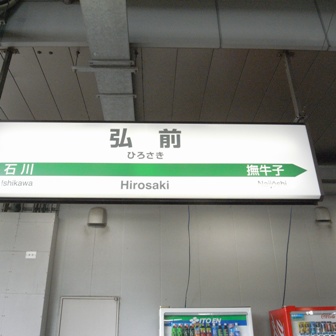 弘前
ひろさき
石川
撫牛子
Ishikawa
Hirosaki
ITO EN